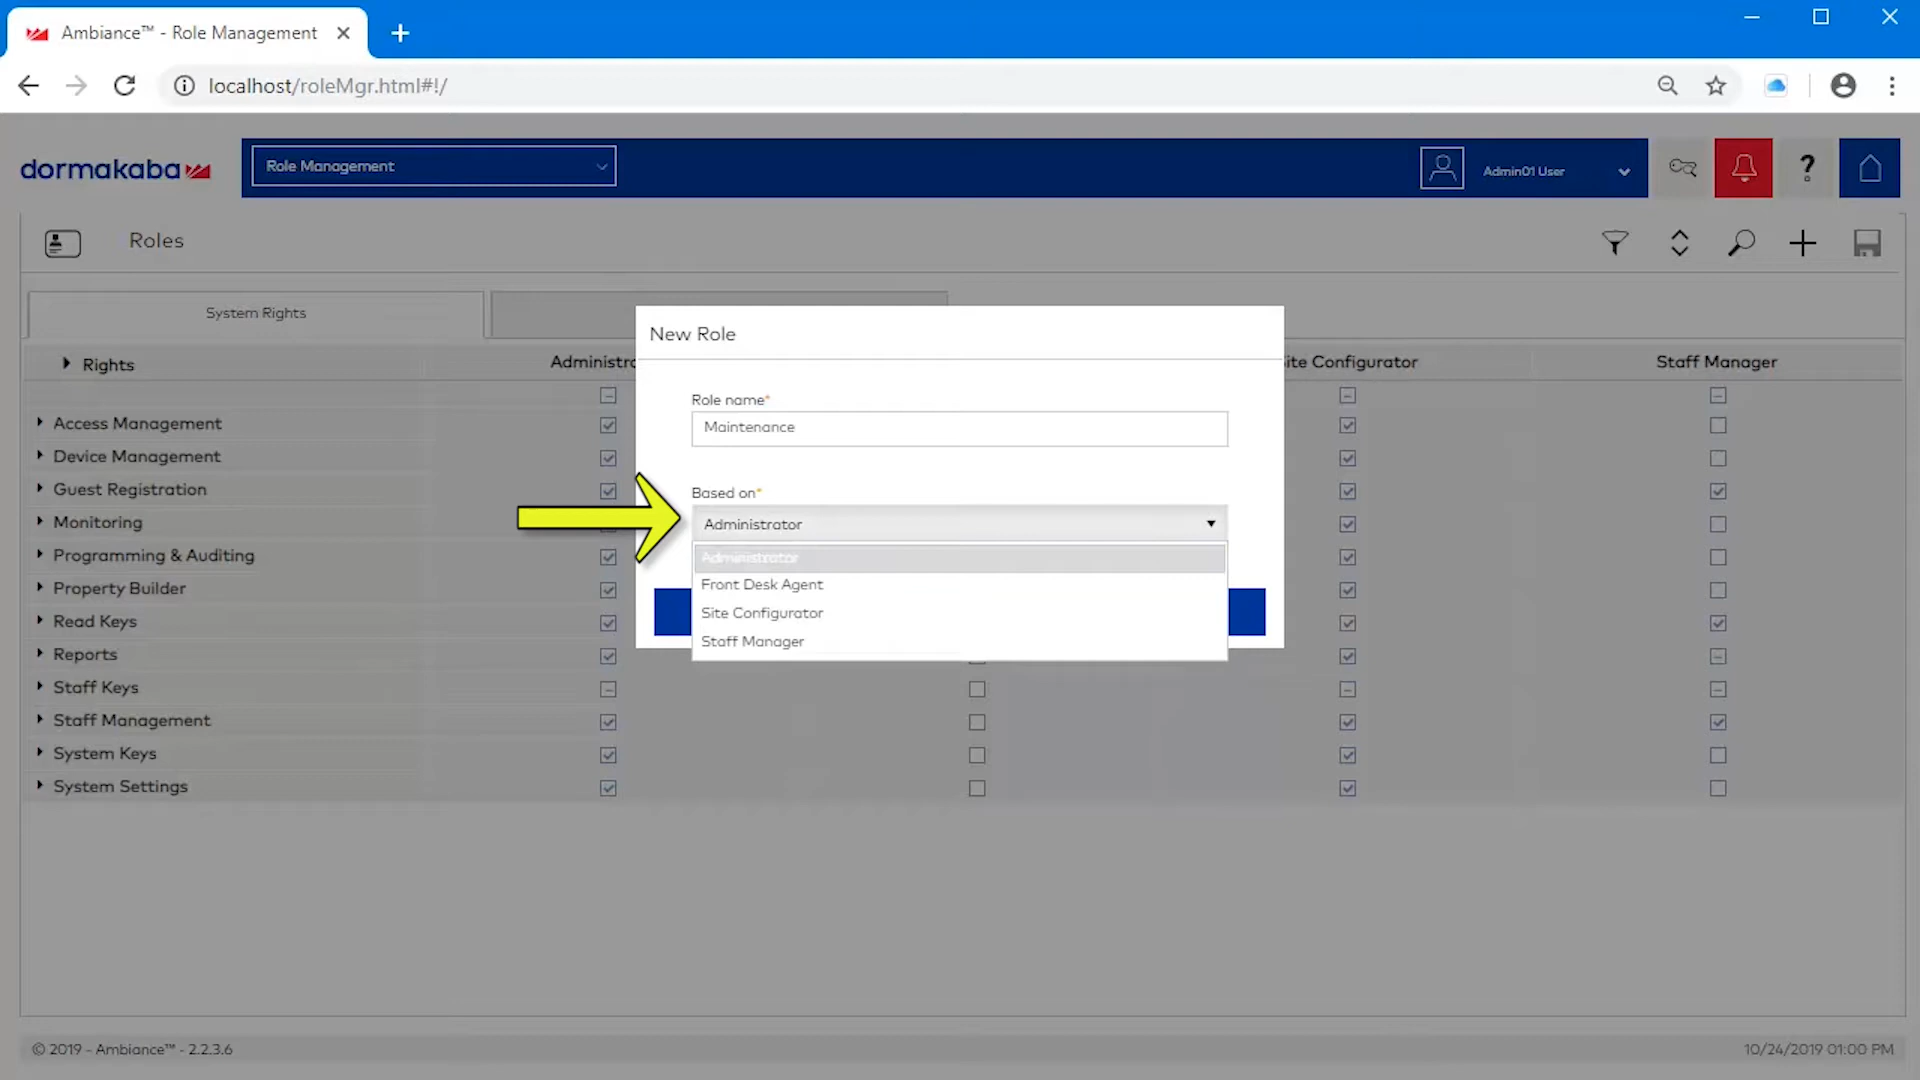 Ambiance™ - Role Management
localhost/roleMgr.html#!/
dormakaba
Role Management
Admin01 User
?
Roles
System Rights
New Role
Rights
Administra
ite Configurator
Staff Manager
Role name*
Maintenance
Access Management
Device Management
Guest Registration
Monitoring
Programming & Auditing
Property Builder
Read Keys
Reports
Staff Keys
Staff Management
System Keys
System Settings
Based on*
Administrator
Administrator
Front Desk Agent
Site Configurator
Staff Manager
© 2019 - Ambiance™ - 2.2.3.6
10/24/2019 01:00 PM